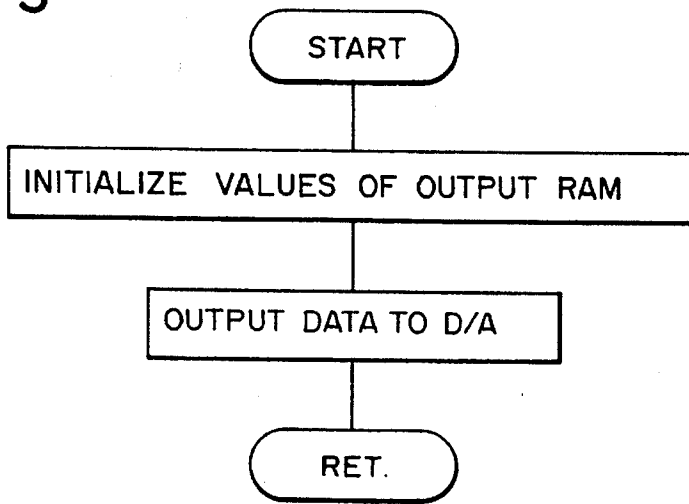 START
INITIALIZE VALUES OF OUTPUT RAM
OUTPUT DATA TO D/A
RET.